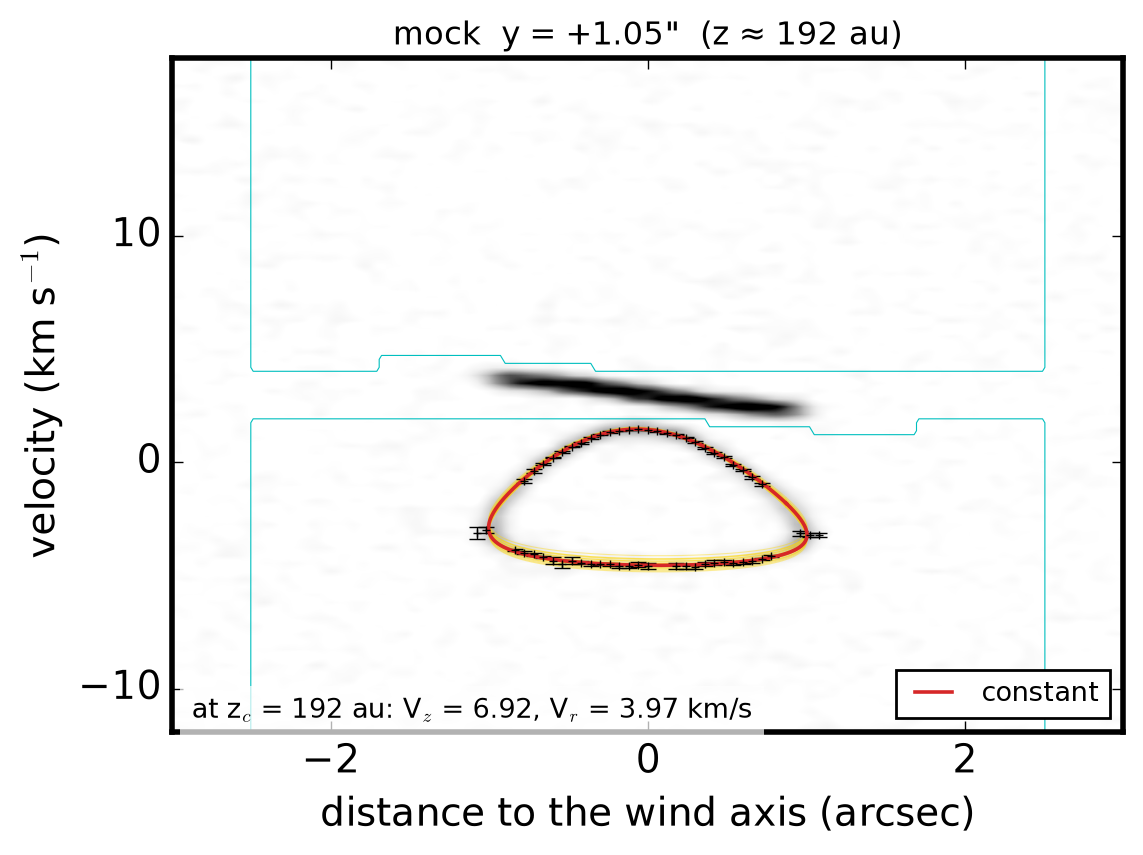 mock y = +1.05" (z ≈ 192 au)
velocity (km s⁻¹)
10
0
−10
at z_c = 192 au: V_z = 6.92, V_r = 3.97 km/s
constant
−2
0
2
distance to the wind axis (arcsec)